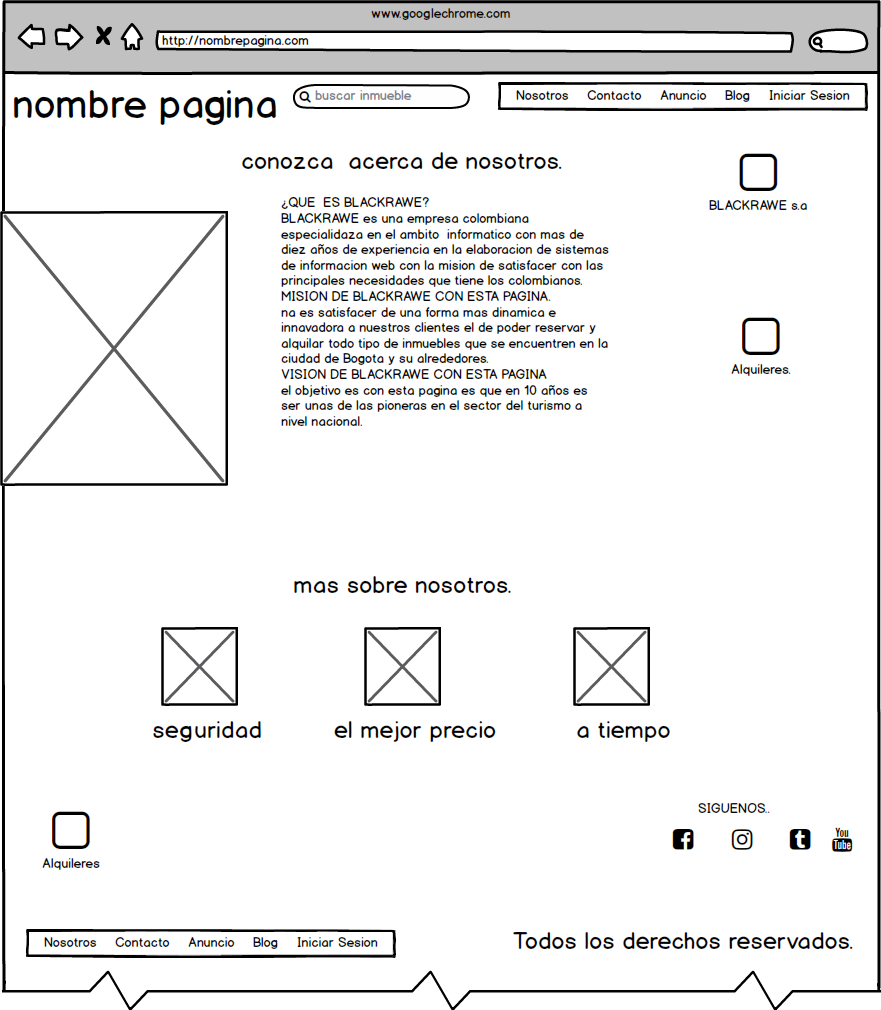 www.googlechrome.com
http://nombrepagina.com
nombre pagina
buscar inmueble
Nosotros Contacto Anuncio Blog Iniciar Sesion
conozca acerca de nosotros.
¿QUE ES BLACKRAWE?
BLACKRAWE es una empresa colombiana
especialidaza en el ambito informatico con mas de
diez años de experiencia en la elaboracion de sistemas
de informacion web con la mision de satisfacer con las
principales necesidades que tiene los colombianos.
MISION DE BLACKRAWE CON ESTA PAGINA.
na es satisfacer de una forma mas dinamica e
innavadora a nuestros clientes el de poder reservar y
alquilar todo tipo de inmuebles que se encuentren en la
ciudad de Bogota y su alrededores.
VISION DE BLACKRAWE CON ESTA PAGINA
el objetivo es con esta pagina es que en 10 años es
ser unas de las pioneras en el sector del turismo a
nivel nacional.
BLACKRAWE s.a
Alquileres.
mas sobre nosotros.
seguridad
el mejor precio
a tiempo
Alquileres
SIGUENOS..
You
Tube
Nosotros Contacto Anuncio Blog Iniciar Sesion
Todos los derechos reservados.